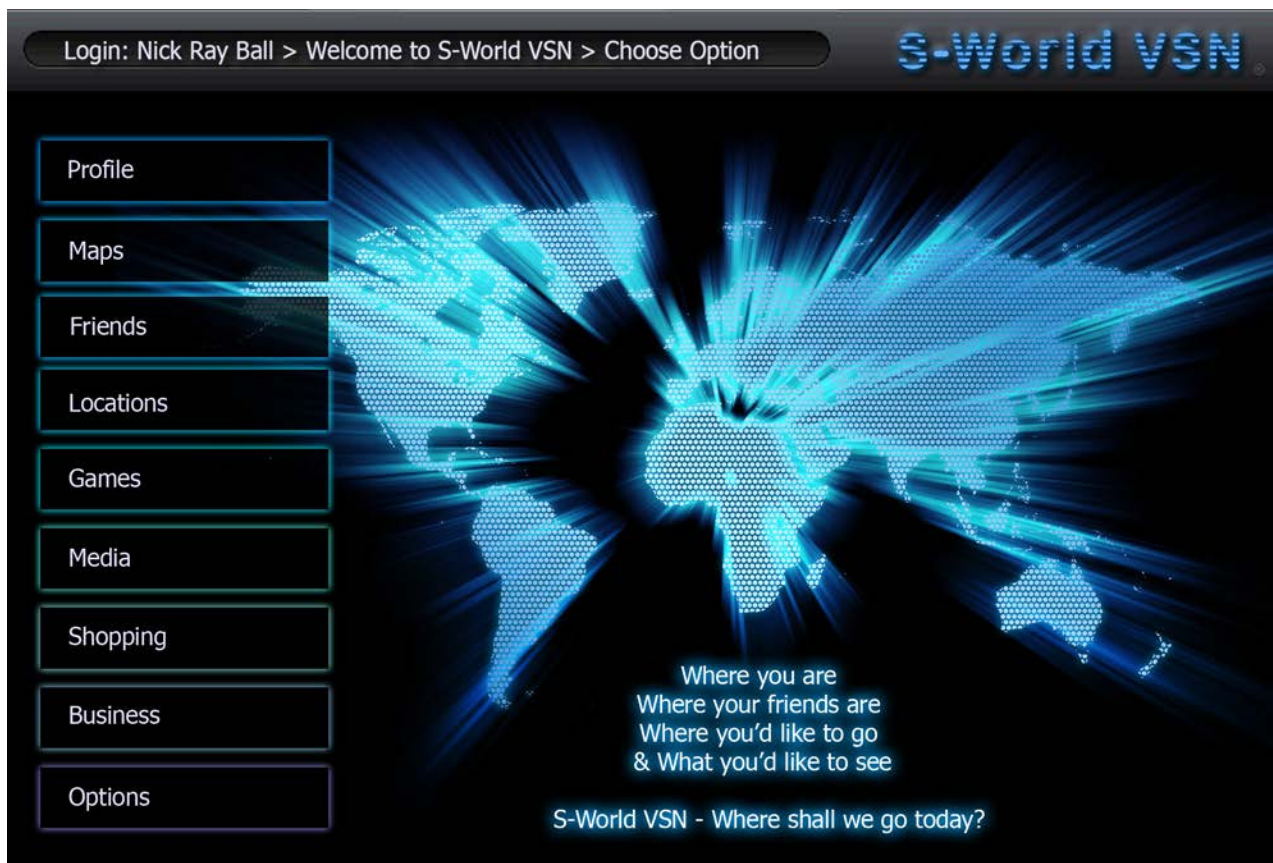 Login: Nick Ray Ball > Welcome to S-World VSN > Choose Option
S-World VSN ®
Profile
Maps
Friends
Locations
Games
Media
Shopping
Business
Options
Where you are
Where your friends are
Where you'd like to go
& What you'd like to see
S-World VSN - Where shall we go today?